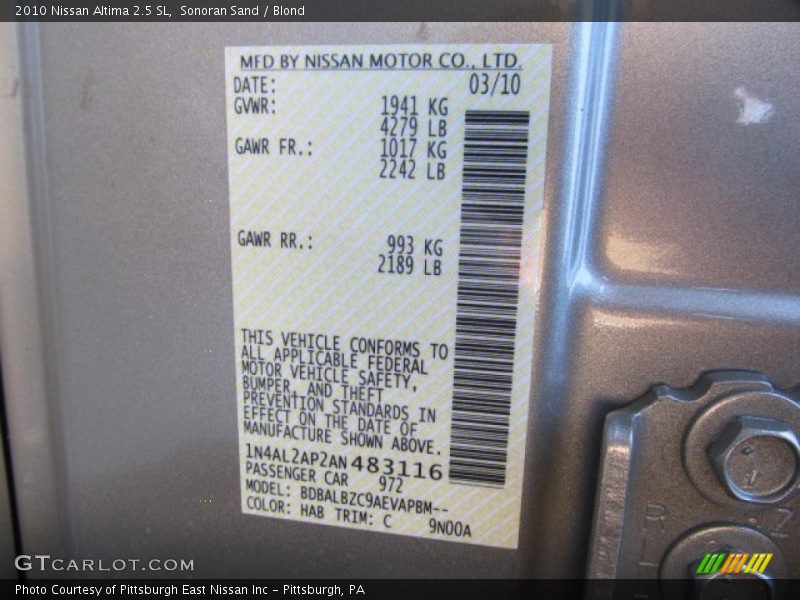 2010 Nissan Altima 2.5 SL,  Sonoran Sand / Blond
MFD BY NISSAN MOTOR CO., LTD.
DATE: 03/10
GVWR: 1941 KG
4279 LB
GAWR FR.: 1017 KG
2242 LB
GAWR RR.: 993 KG
2189 LB
THIS VEHICLE CONFORMS TO
ALL APPLICABLE FEDERAL
MOTOR VEHICLE SAFETY,
BUMPER, AND THEFT
PREVENTION STANDARDS IN
EFFECT ON THE DATE OF
MANUFACTURE SHOWN ABOVE.
1N4AL2AP2AN483116
PASSENGER CAR 972
MODEL: BDBALBZC9AEVAPBM--
COLOR: HAB TRIM: C 9N00A
GTCARLOT.COM
Photo Courtesy of Pittsburgh East Nissan Inc - Pittsburgh, PA